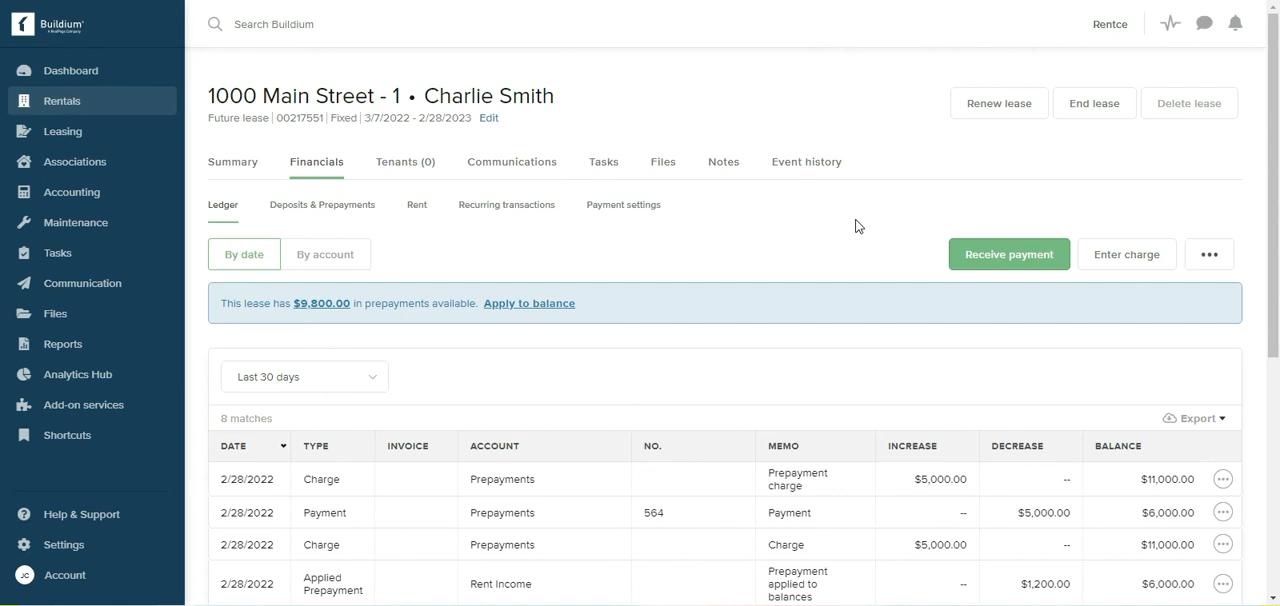 Buildium®
A RealPage Company
Search Buildium
Rentce
Dashboard
Rentals
Leasing
Associations
Accounting
Maintenance
Tasks
Communication
Files
Reports
Analytics Hub
Add-on services
Shortcuts
Help & Support
Settings
JC Account
1000 Main Street - 1 • Charlie Smith
Future lease | 00217551 | Fixed | 3/7/2022 - 2/28/2023 Edit
Renew lease End lease Delete lease
Summary Financials Tenants (0) Communications Tasks Files Notes Event history
Ledger Deposits & Prepayments Rent Recurring transactions Payment settings
By date By account
Receive payment Enter charge
This lease has $9,800.00 in prepayments available. Apply to balance
Last 30 days
8 matches
Export
DATE TYPE INVOICE ACCOUNT NO. MEMO INCREASE DECREASE BALANCE
2/28/2022 Charge Prepayments Prepayment charge $5,000.00 -- $11,000.00
2/28/2022 Payment Prepayments 564 Payment -- $5,000.00 $6,000.00
2/28/2022 Charge Prepayments Charge $5,000.00 -- $11,000.00
2/28/2022 Applied Prepayment Rent Income Prepayment applied to balances -- $1,200.00 $6,000.00